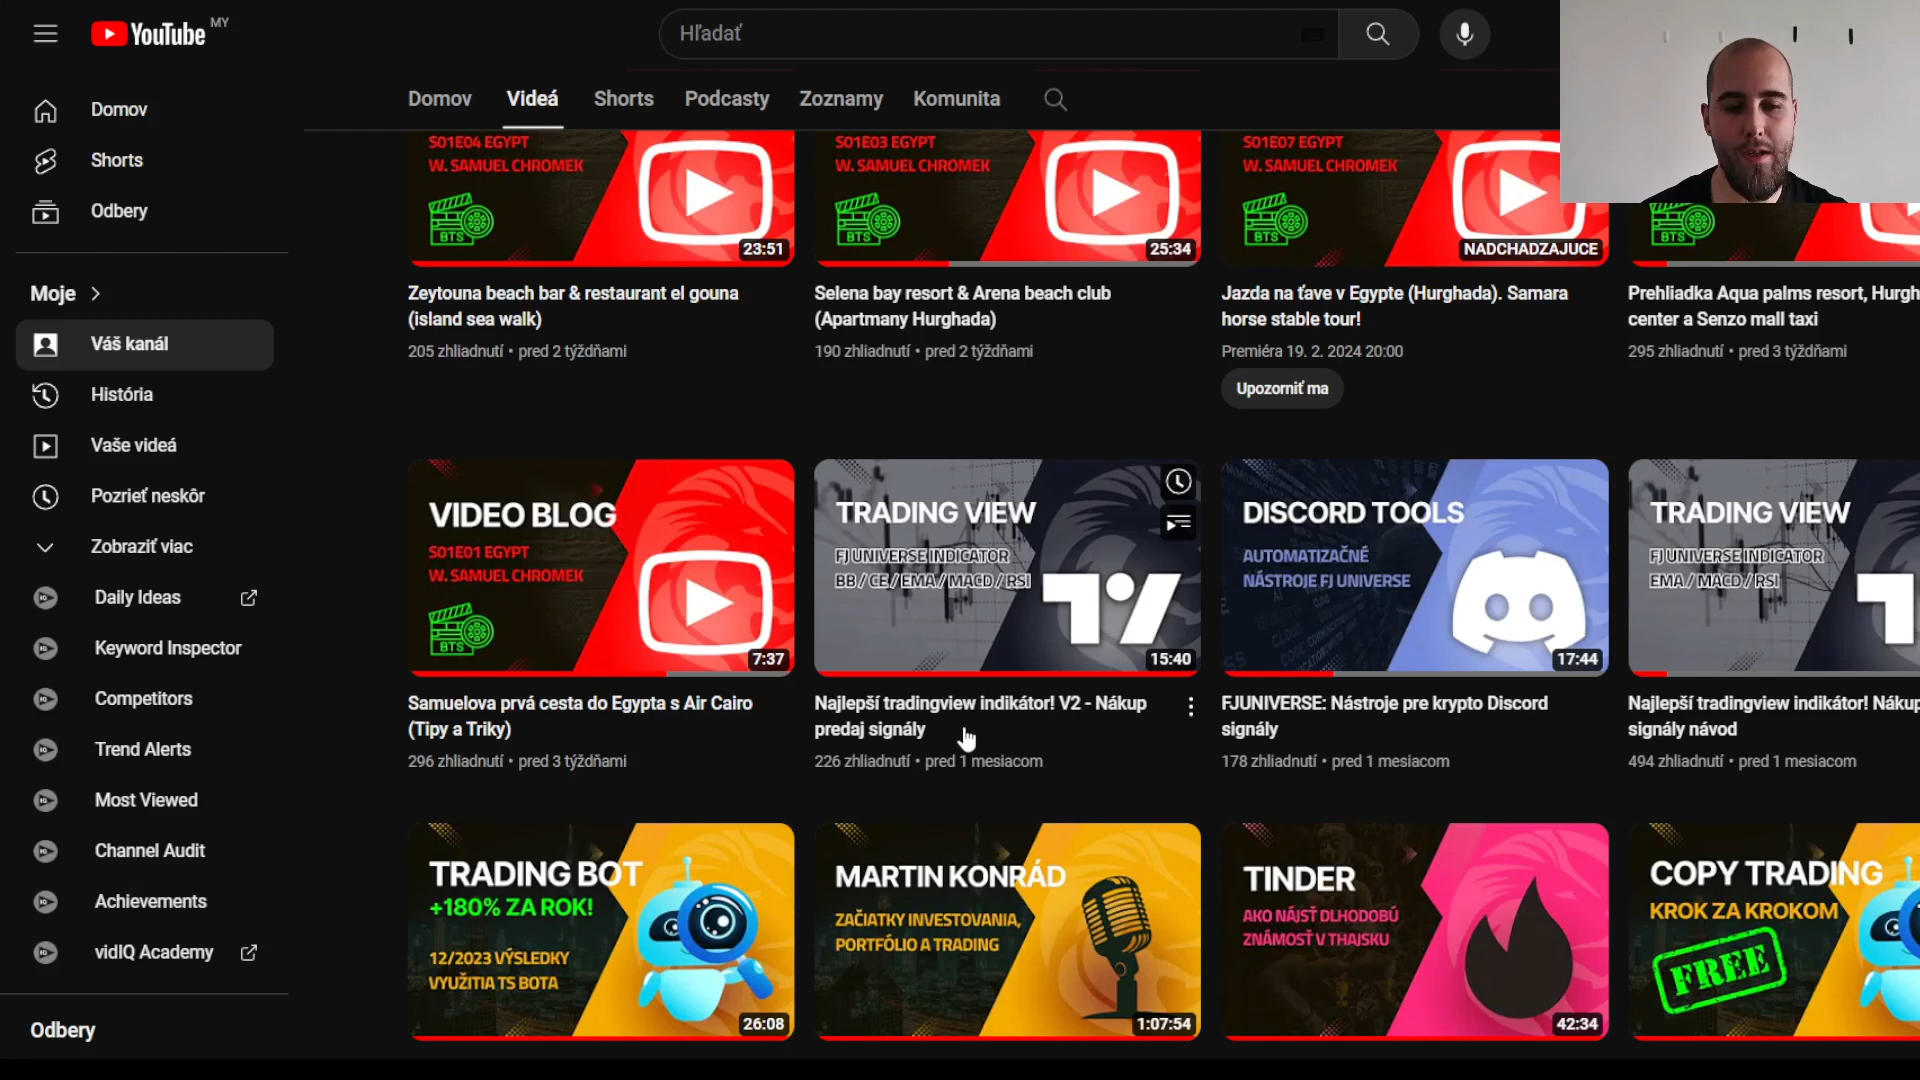 YouTube MY
Hľadať
Domov
Shorts
Odbery
Moje
Váš kanál
História
Vaše videá
Pozrieť neskôr
Zobraziť viac
Daily Ideas
Keyword Inspector
Competitors
Trend Alerts
Most Viewed
Channel Audit
Achievements
vidIQ Academy
Odbery
Domov Videá Shorts Podcasty Zoznamy Komunita
S01E04 EGYPT
W. SAMUEL CHROMEK
BTS
23:51
Zeytouna beach bar & restaurant el gouna
(island sea walk)
205 zhliadnutí • pred 2 týždňami
S01E03 EGYPT
W. SAMUEL CHROMEK
BTS
25:34
Selena bay resort & Arena beach club
(Apartmany Hurghada)
190 zhliadnutí • pred 2 týždňami
S01E07 EGYPT
W. SAMUEL CHROMEK
BTS
NADCHADZAJUCE
Jazda na ťave v Egypte (Hurghada). Samara
horse stable tour!
Premiéra 19. 2. 2024 20:00
Upozorniť ma
BTS
Prehliadka Aqua palms resort, Hurgh
center a Senzo mall taxi
295 zhliadnutí • pred 3 týždňami
VIDEO BLOG
S01E01 EGYPT
W. SAMUEL CHROMEK
BTS
7:37
Samuelova prvá cesta do Egypta s Air Cairo
(Tipy a Triky)
296 zhliadnutí • pred 3 týždňami
TRADING VIEW
FJ UNIVERSE INDICATOR
BB / CE / EMA / MACD / RSI
15:40
Najlepší tradingview indikátor! V2 - Nákup
predaj signály
226 zhliadnutí • pred 1 mesiacom
DISCORD TOOLS
AUTOMATIZAČNÉ
NÁSTROJE FJ UNIVERSE
17:44
FJUNIVERSE: Nástroje pre krypto Discord
signály
178 zhliadnutí • pred 1 mesiacom
TRADING VIEW
FJ UNIVERSE INDICATOR
EMA / MACD / RSI
Najlepší tradingview indikátor! Nákup
signály návod
494 zhliadnutí • pred 1 mesiacom
TRADING BOT
+180% ZA ROK!
12/2023 VÝSLEDKY
VYUŽITIA TS BOTA
26:08
MARTIN KONRÁD
ZAČIATKY INVESTOVANIA,
PORTFÓLIO A TRADING
1:07:54
TINDER
AKO NÁJSŤ DLHODOBÚ
ZNÁMOSŤ V THAJSKU
42:34
COPY TRADING
KROK ZA KROKOM
FREE